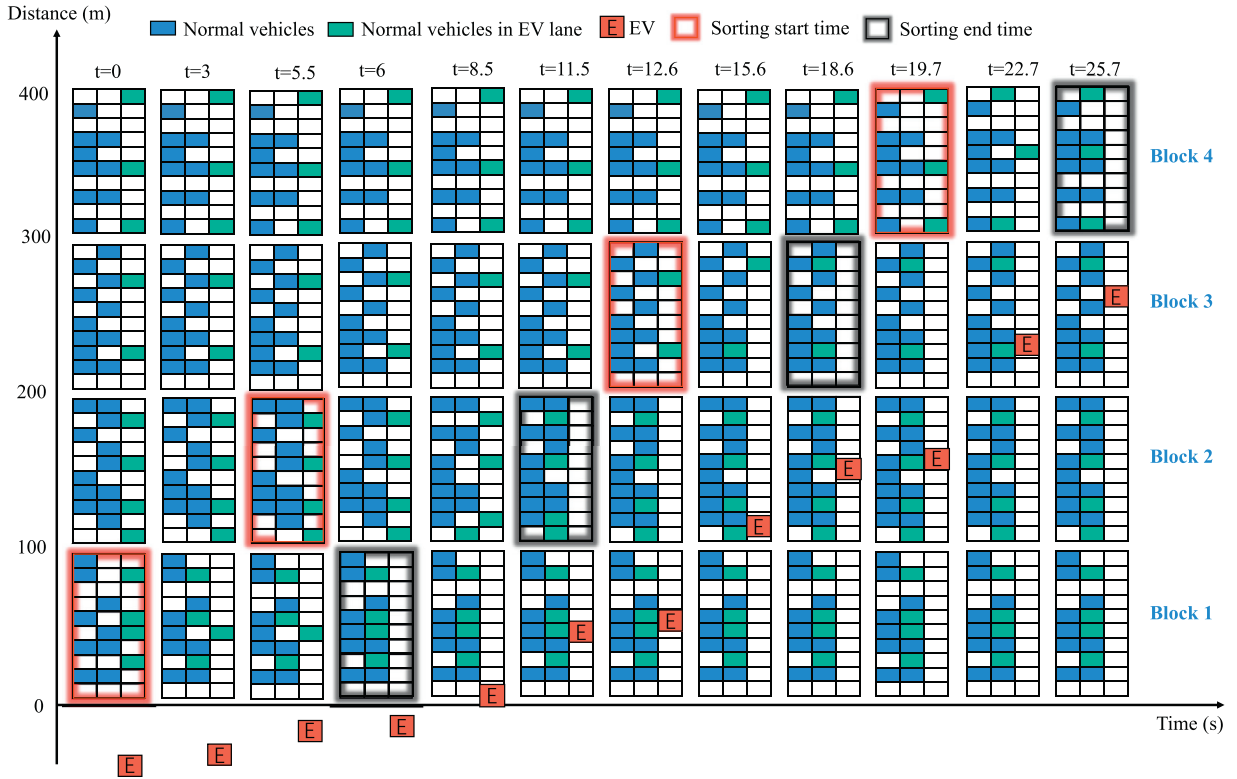 Distance (m)
Normal vehicles
Normal vehicles in EV lane
E EV
Sorting start time
Sorting end time
t=0 t=3 t=5.5 t=6 t=8.5 t=11.5 t=12.6 t=15.6 t=18.6 t=19.7 t=22.7 t=25.7
400
Block 4
300
Block 3
E
E
200
Block 2
E
E
E
100
Block 1
E
E
E
0
Time (s)
E
E
E
E